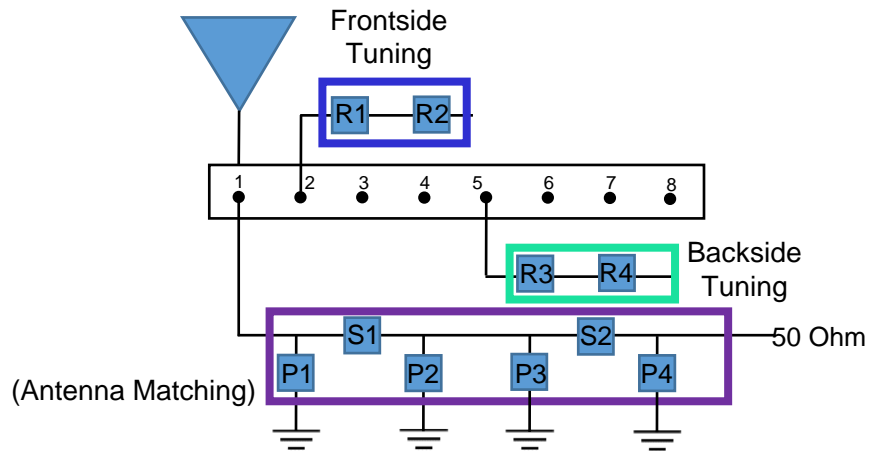 Frontside
Tuning
R1 R2
1 2 3 4 5 6 7 8
R3 R4
Backside
Tuning
S1 S2
50 Ohm
P1 P2 P3 P4
(Antenna Matching)